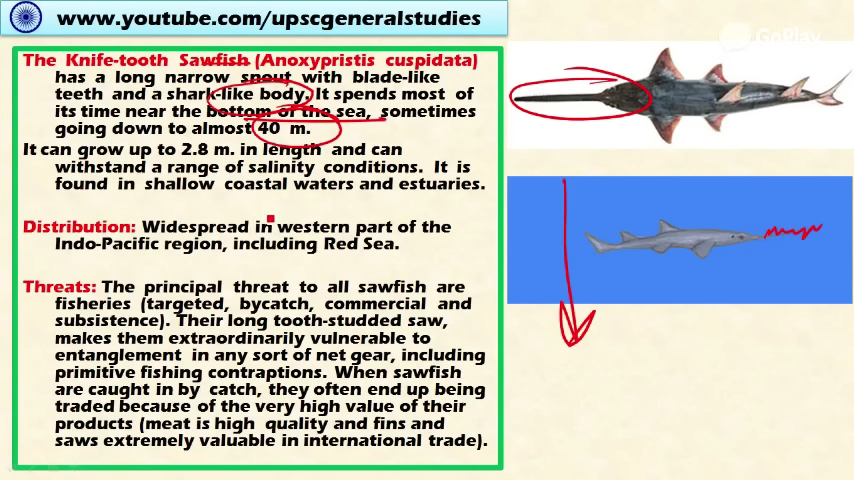 www.youtube.com/upscgeneralstudies
GoPlay
The Knife-tooth Sawfish (Anoxypristis cuspidata)
has a long narrow snout with blade-like
teeth and a shark-like body. It spends most of
its time near the bottom of the sea, sometimes
going down to almost 40 m.
It can grow up to 2.8 m. in length and can
withstand a range of salinity conditions. It is
found in shallow coastal waters and estuaries.
Distribution: Widespread in western part of the
Indo-Pacific region, including Red Sea.
Threats: The principal threat to all sawfish are
fisheries (targeted, bycatch, commercial and
subsistence). Their long tooth-studded saw,
makes them extraordinarily vulnerable to
entanglement in any sort of net gear, including
primitive fishing contraptions. When sawfish
are caught in by catch, they often end up being
traded because of the very high value of their
products (meat is high quality and fins and
saws extremely valuable in international trade).